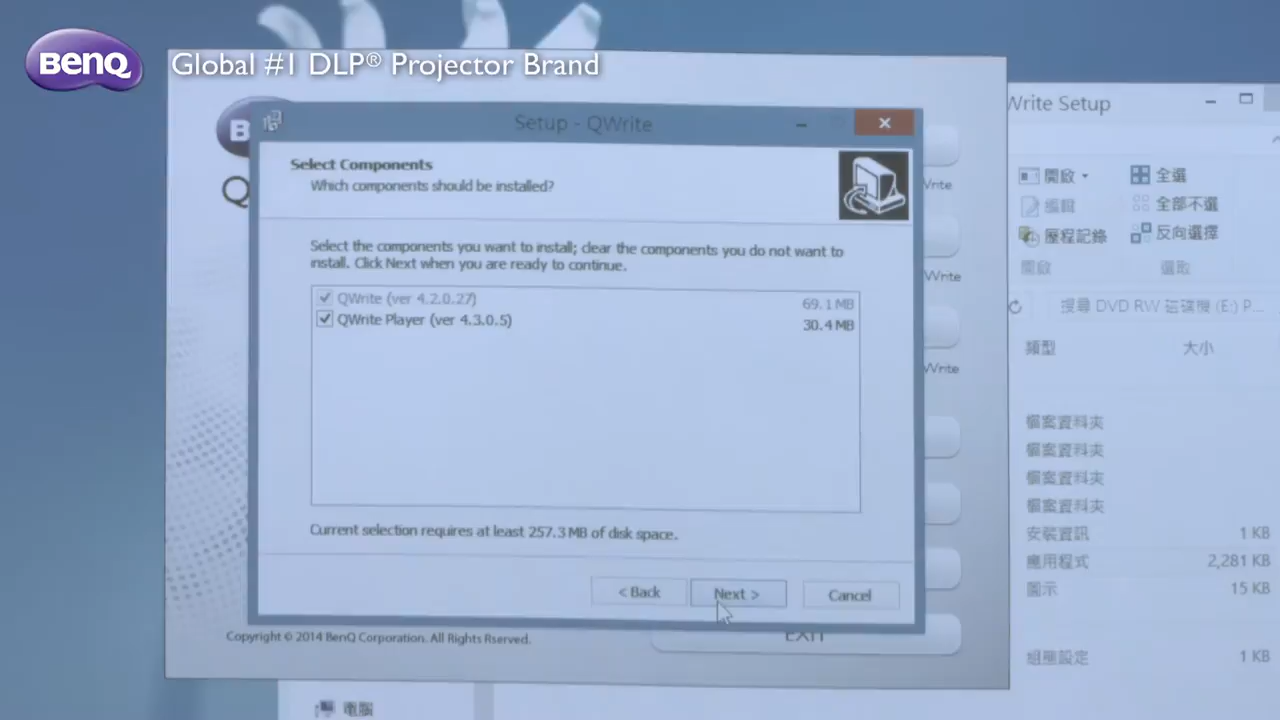 BenQ
Global #1 DLP® Projector Brand
Write Setup
Setup - QWrite
B
Q
Select Components
Which components should be installed?
Select the components you want to install; clear the components you do not want to
install. Click Next when you are ready to continue.
QWrite (ver 4.2.0.27) 69.1 MB
QWrite Player (ver 4.3.0.5) 30.4 MB
Current selection requires at least 257.3 MB of disk space.
< Back
Next >
Cancel
Copyright © 2014 BenQ Corporation. All Rights Rserved.
EXIT
Write
Write
Write
開啟
全選
編輯
全部不選
歷程記錄
反向選擇
開啟
選取
搜尋 DVD RW 磁碟機 (E:) P...
類型
大小
檔案資料夾
檔案資料夾
檔案資料夾
檔案資料夾
安裝資訊 1 KB
應用程式 2,281 KB
圖示 15 KB
組態設定 1 KB
電腦